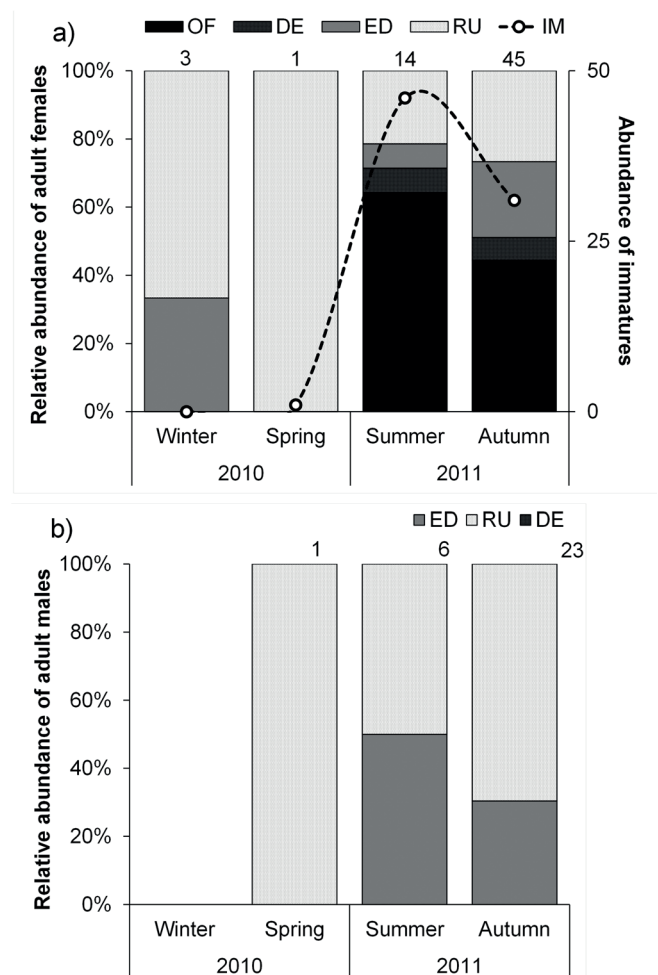 a)
OF DE ED RU IM
3 1 14 45
100%
80%
60%
40%
20%
0%
Relative abundance of adult females
50
25
0
Abundance of immatures
Winter Spring Summer Autumn
2010 2011
b)
ED RU DE
1 6 23
100%
80%
60%
40%
20%
0%
Relative abundance of adult males
Winter Spring Summer Autumn
2010 2011